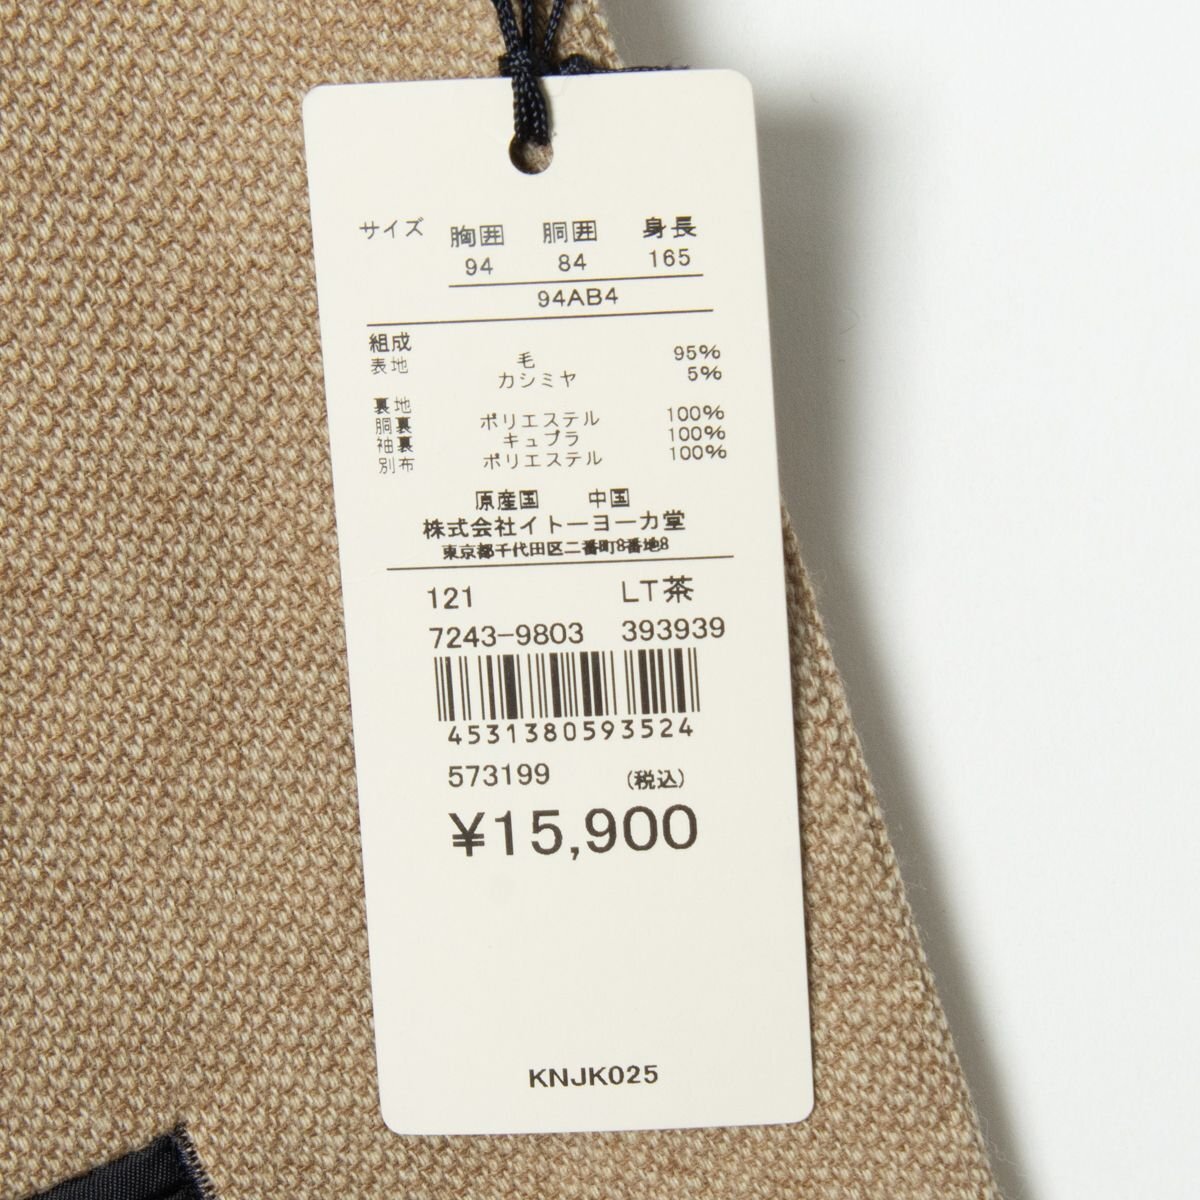 サイズ 胸囲 胴囲 身長
94 84 165
94AB4
組成
表地 毛 95%
カシミヤ 5%
裏地
胴裏 ポリエステル 100%
袖裏 キュプラ 100%
別布 ポリエステル 100%
原産国 中国
株式会社イトーヨーカ堂
東京都千代田区二番町8番地8
121 LT茶
7243-9803 393939
4531380593524
573199 (税込)
¥15,900
KNJK025